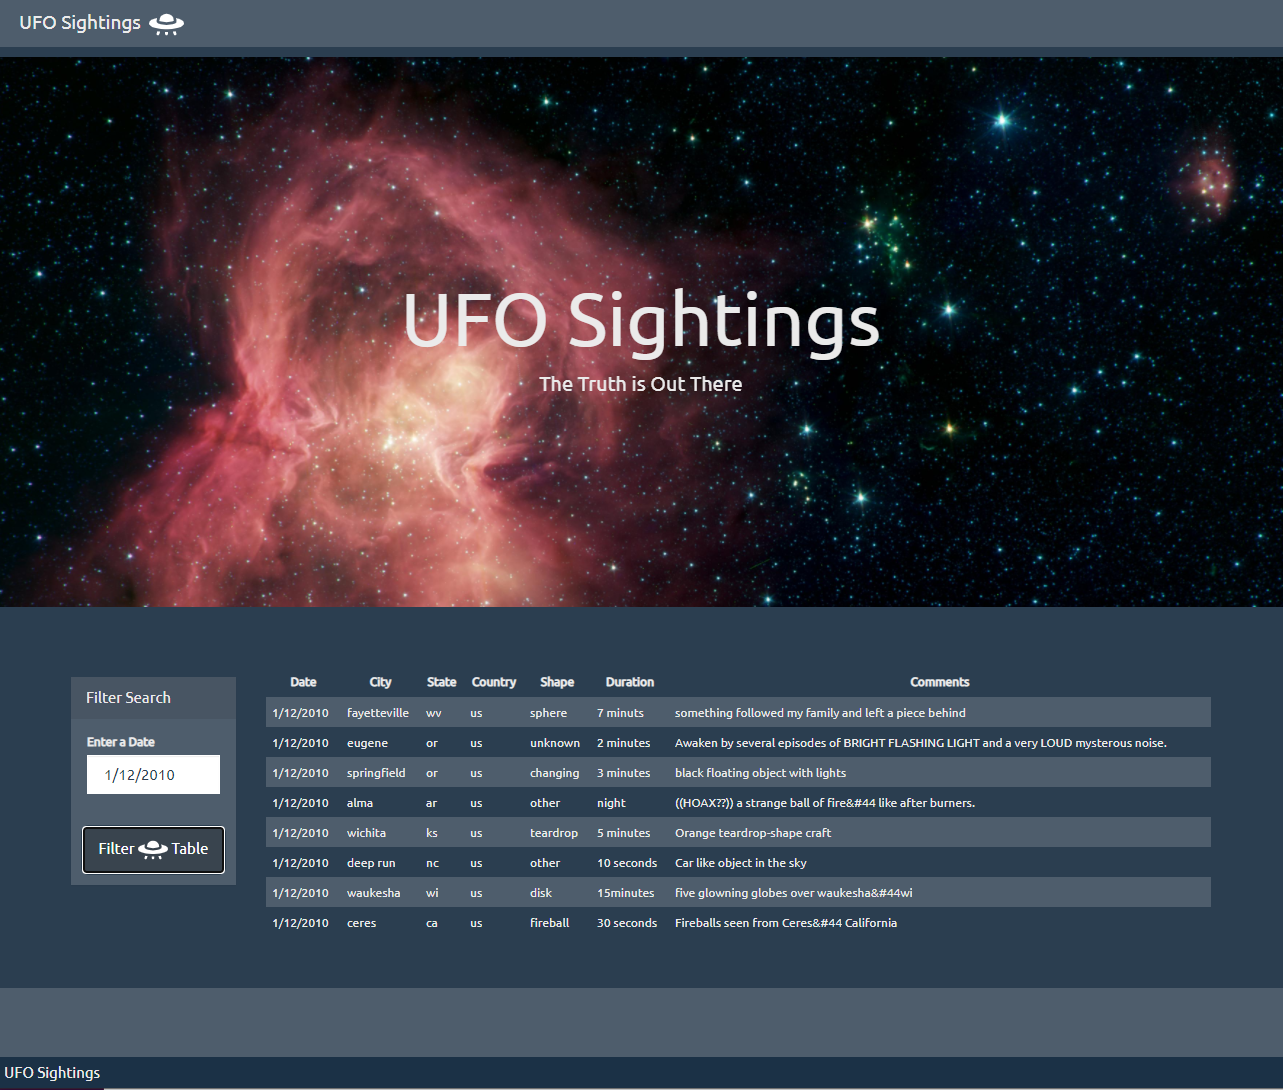 UFO Sightings
UFO Sightings
The Truth is Out There
Filter Search
Enter a Date
1/12/2010
Filter Table
Date City State Country Shape Duration Comments
1/12/2010 fayetteville wv us sphere 7 minuts something followed my family and left a piece behind
1/12/2010 eugene or us unknown 2 minutes Awaken by several episodes of BRIGHT FLASHING LIGHT and a very LOUD mysterous noise.
1/12/2010 springfield or us changing 3 minutes black floating object with lights
1/12/2010 alma ar us other night ((HOAX??)) a strange ball of fire&#44 like after burners.
1/12/2010 wichita ks us teardrop 5 minutes Orange teardrop-shape craft
1/12/2010 deep run nc us other 10 seconds Car like object in the sky
1/12/2010 waukesha wi us disk 15minutes five glowning globes over waukesha&#44wi
1/12/2010 ceres ca us fireball 30 seconds Fireballs seen from Ceres&#44 California
UFO Sightings